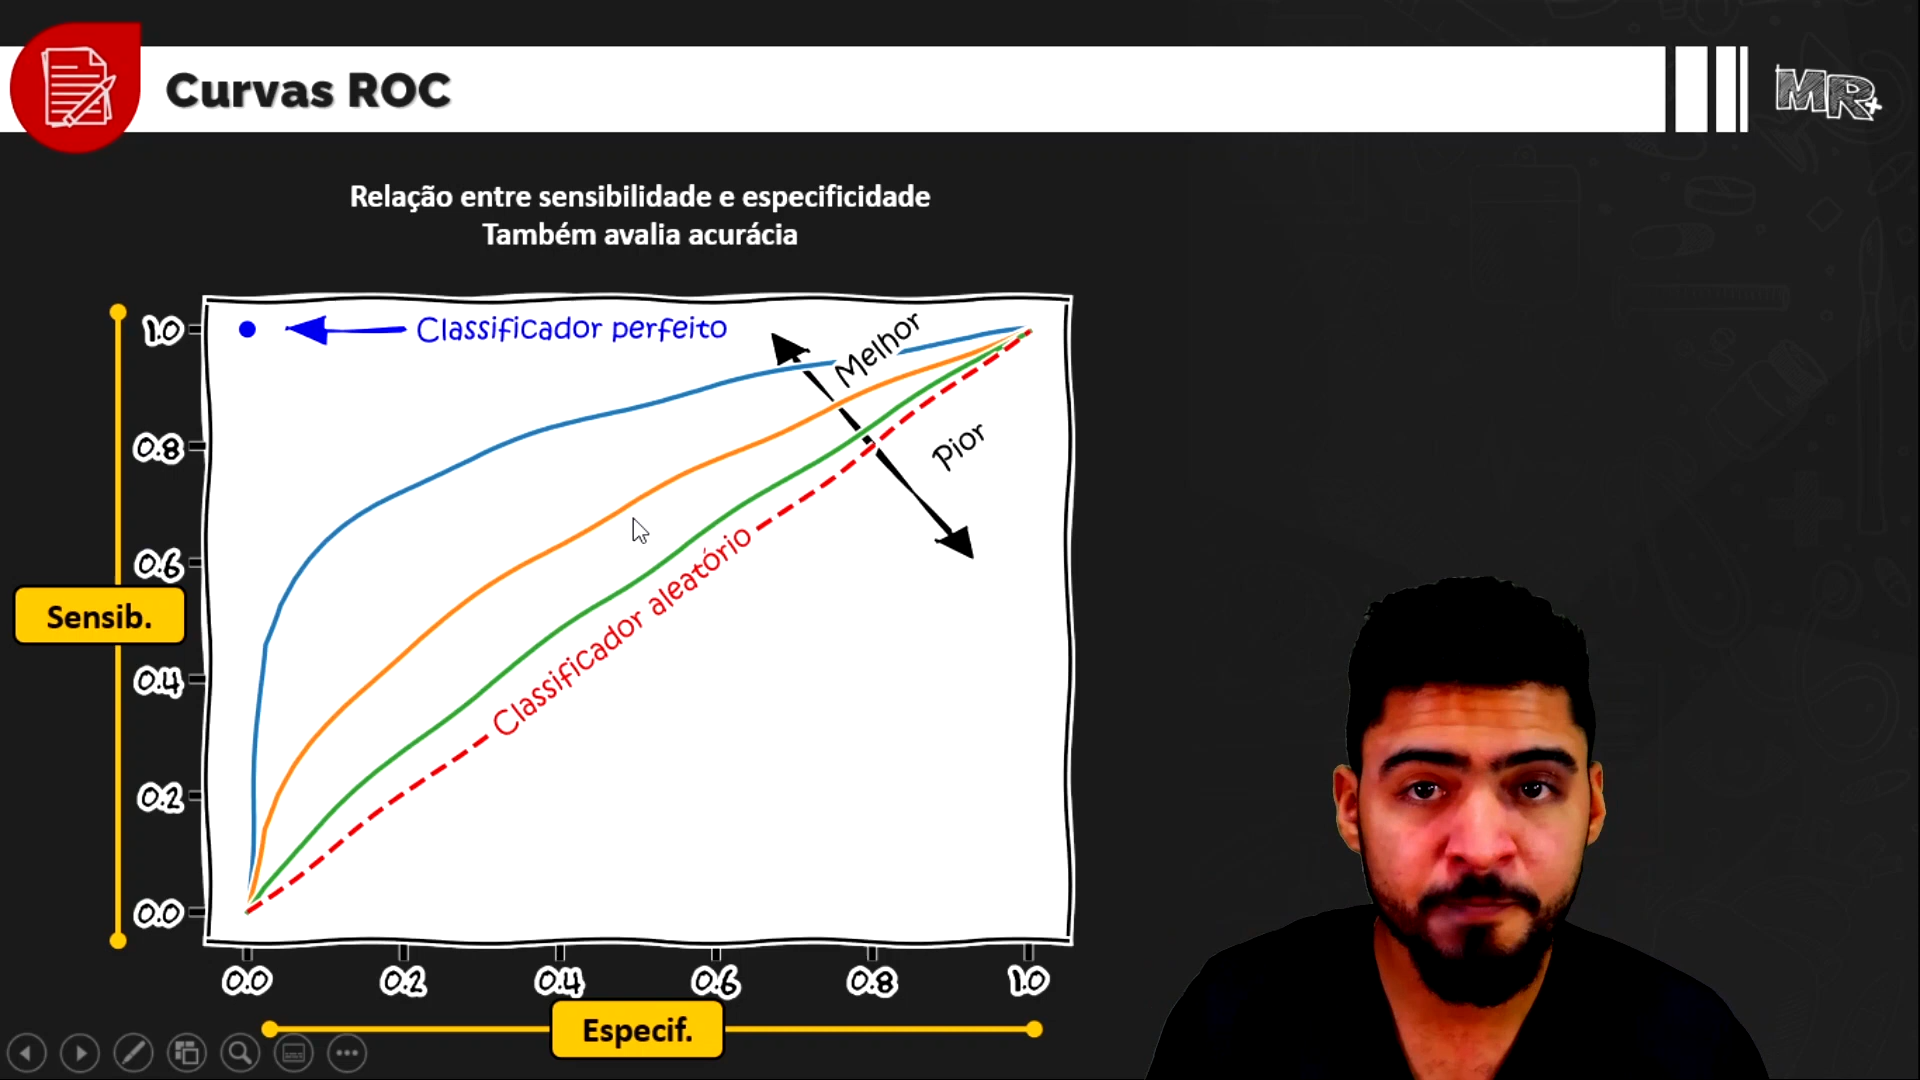 Curvas ROC
MR+
Relação entre sensibilidade e especificidade
Também avalia acurácia
1.0
0.8
0.6
0.4
0.2
0.0
Sensib.
Classificador perfeito
Melhor
Pior
Classificador aleatório
0.0 0.2 0.4 0.6 0.8 1.0
Especif.